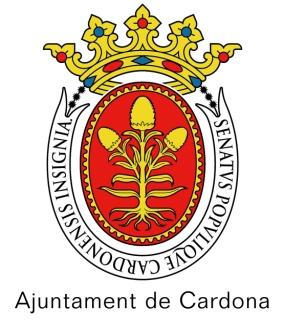 SENATVS POPVLIQVE CARDONENSIS INSIGNIA
Ajuntament de Cardona